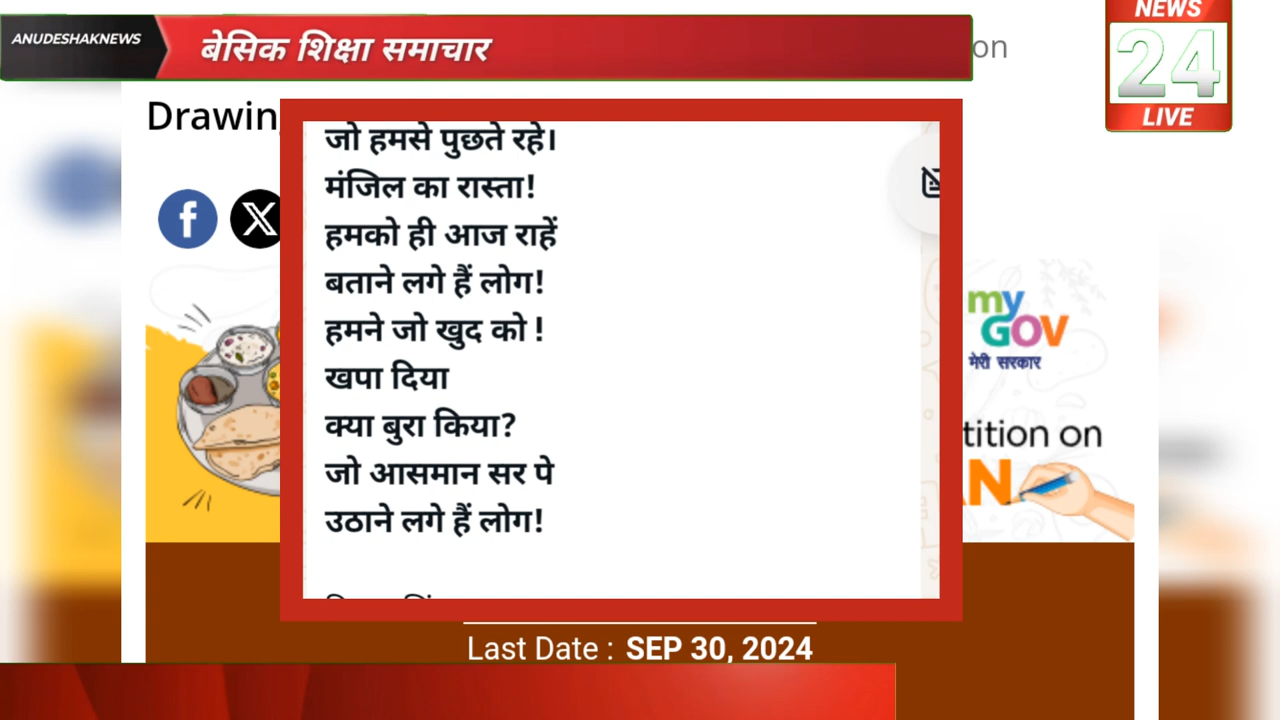 ANUDESHAKNEWS
बेसिक शिक्षा समाचार
on
NEWS
24
LIVE
Drawin
f
X
जो हमसे पुछते रहे।
मंजिल का रास्ता!
हमको ही आज राहें
बताने लगे हैं लोग!
हमने जो खुद को !
खपा दिया
क्या बुरा किया?
जो आसमान सर पे
उठाने लगे हैं लोग!
my
GOV
मेरी सरकार
tition on
AN
Last Date : SEP 30, 2024